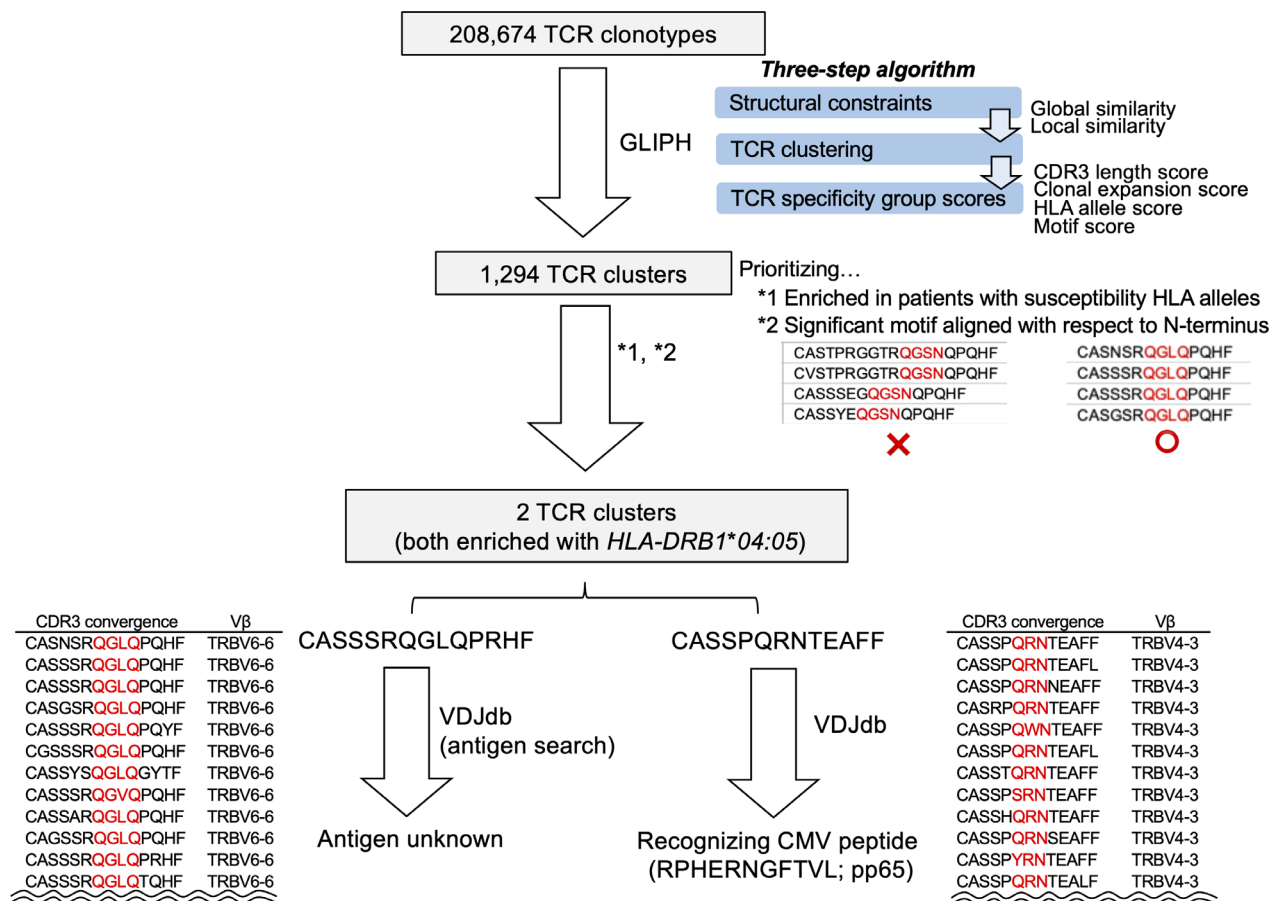 208,674 TCR clonotypes
Three-step algorithm
Structural constraints
Global similarity
Local similarity
GLIPH
TCR clustering
CDR3 length score
Clonal expansion score
TCR specificity group scores
HLA allele score
Motif score
1,294 TCR clusters
Prioritizing…
*1 Enriched in patients with susceptibility HLA alleles
*2 Significant motif aligned with respect to N-terminus
*1, *2
CASTPRGGTRQGSNQPQHF
CVSTPRGGTRQGSNQPQHF
CASSSEGQGSNQPQHF
CASSYEQGSNQPQHF
CASNSRQGLQPQHF
CASSSRQGLQPQHF
CASSSRQGLQPQHF
CASGSRQGLQPQHF
2 TCR clusters
(both enriched with HLA-DRB1*04:05)
CDR3 convergence Vβ
CASNSRQGLQPQHF TRBV6-6
CASSSRQGLQPQHF TRBV6-6
CASSSRQGLQPQHF TRBV6-6
CASGSRQGLQPQHF TRBV6-6
CASSSRQGLQPQYF TRBV6-6
CGSSSRQGLQPQHF TRBV6-6
CASSYSQGLQGYTF TRBV6-6
CASSSRQGVQPQHF TRBV6-6
CASSARQGLQPQHF TRBV6-6
CAGSSRQGLQPQHF TRBV6-6
CASSSRQGLQPRHF TRBV6-6
CASSSRQGLQTQHF TRBV6-6
CASSSRQGLQPRHF
VDJdb
(antigen search)
Antigen unknown
CASSPQRNTEAFF
VDJdb
Recognizing CMV peptide
(RPHERNGFTVL; pp65)
CDR3 convergence Vβ
CASSPQRNTEAFF TRBV4-3
CASSPQRNTEAFL TRBV4-3
CASSPQRNNEAFF TRBV4-3
CASRPQRNTEAFF TRBV4-3
CASSPQWNTEAFF TRBV4-3
CASSPQRNTEAFL TRBV4-3
CASSTQRNTEAFF TRBV4-3
CASSPSRNTEAFF TRBV4-3
CASSHQRNTEAFF TRBV4-3
CASSPQRNSEAFF TRBV4-3
CASSPYRNTEAFF TRBV4-3
CASSPQRNTEALF TRBV4-3